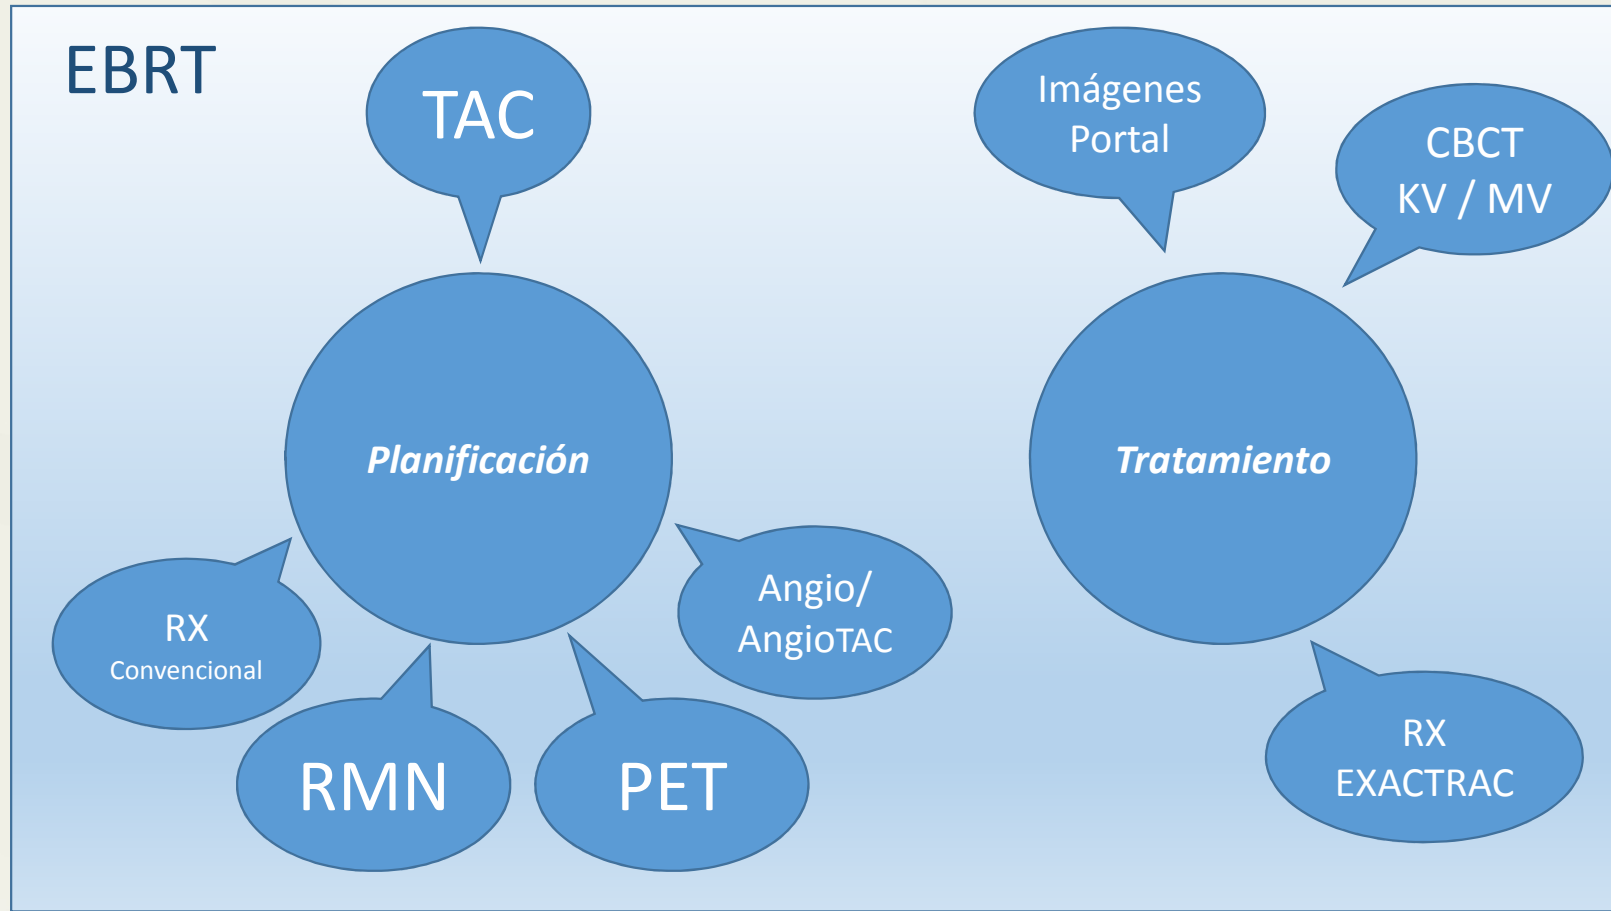 EBRT
TAC
Planificación
RX
Convencional
RMN
PET
Angio/
AngioTAC
Imágenes
Portal
CBCT
KV / MV
Tratamiento
RX
EXACTRAC